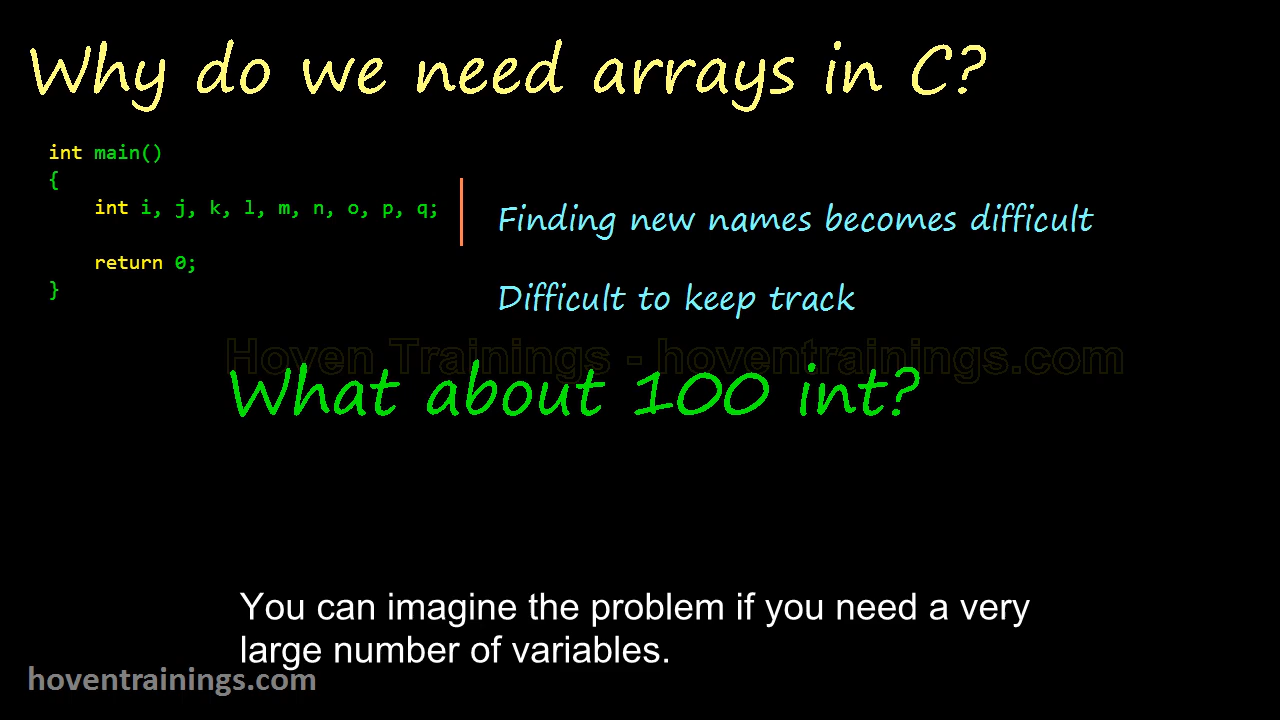 Why do we need arrays in C?
int main()
{
int i, j, k, l, m, n, o, p, q;
Finding new names becomes difficult
return 0;
}
Difficult to keep track
Hoven Trainings - hoventrainings.com
What about 100 int?
You can imagine the problem if you need a very
large number of variables.
hoventrainings.com